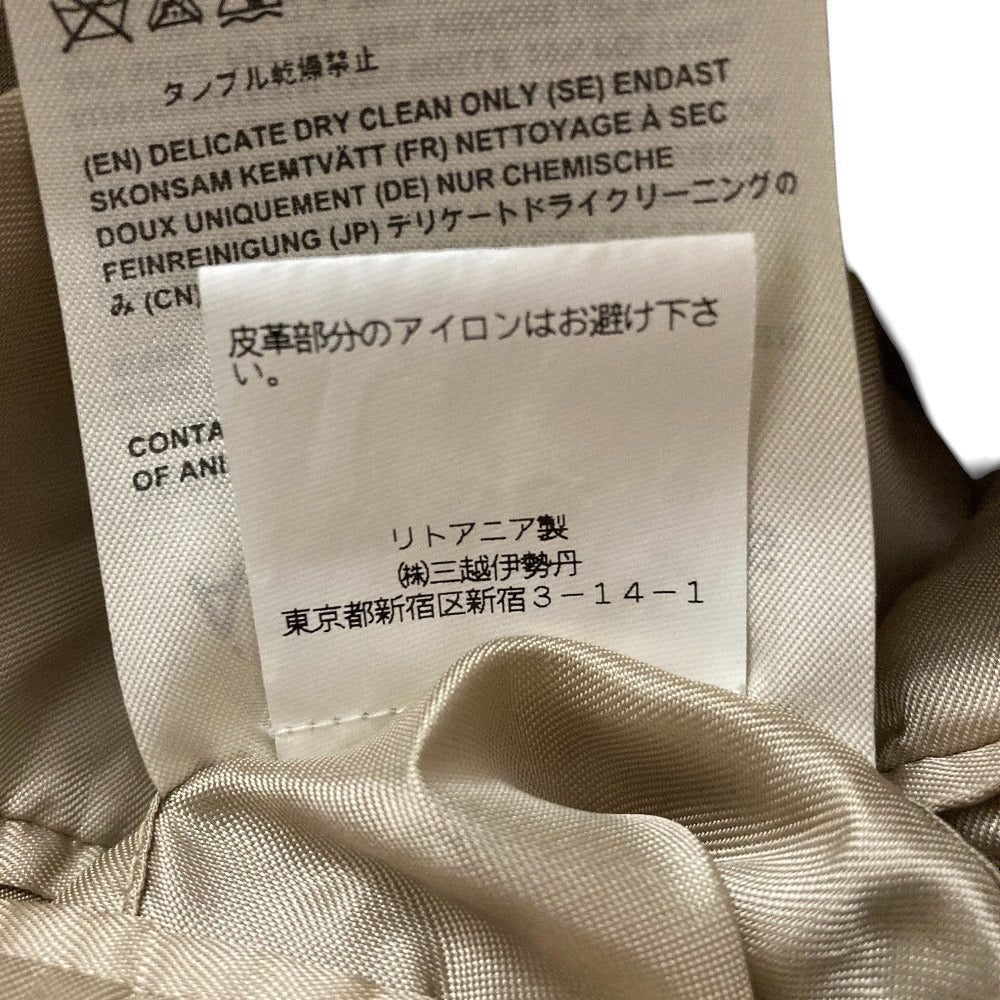 タンブル乾燥禁止
(EN) DELICATE DRY CLEAN ONLY (SE) ENDAST
SKONSAM KEMTVÄTT (FR) NETTOYAGE À SEC
DOUX UNIQUEMENT (DE) NUR CHEMISCHE
FEINREINIGUNG (JP) デリケートドライクリーニングの
み (CN)
皮革部分のアイロンはお避け下さ
い。
CONTA
OF ANI
リトアニア製
㈱三越伊勢丹
東京都新宿区新宿3-14-1